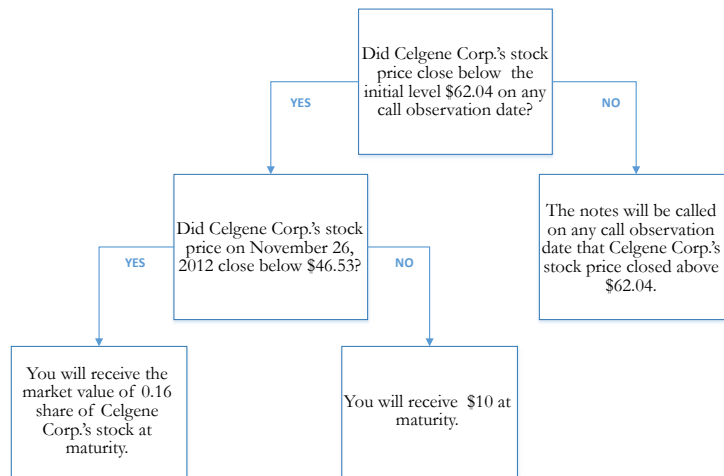 Did Celgene Corp.'s stock
price close below the
initial level $62.04 on any
call observation date?
YES
NO
Did Celgene Corp.'s stock
price on November 26,
2012 close below $46.53?
The notes will be called
on any call observation
date that Celgene Corp.'s
stock price closed above
$62.04.
YES
NO
You will receive the
market value of 0.16
share of Celgene
Corp.'s stock at
maturity.
You will receive $10 at
maturity.